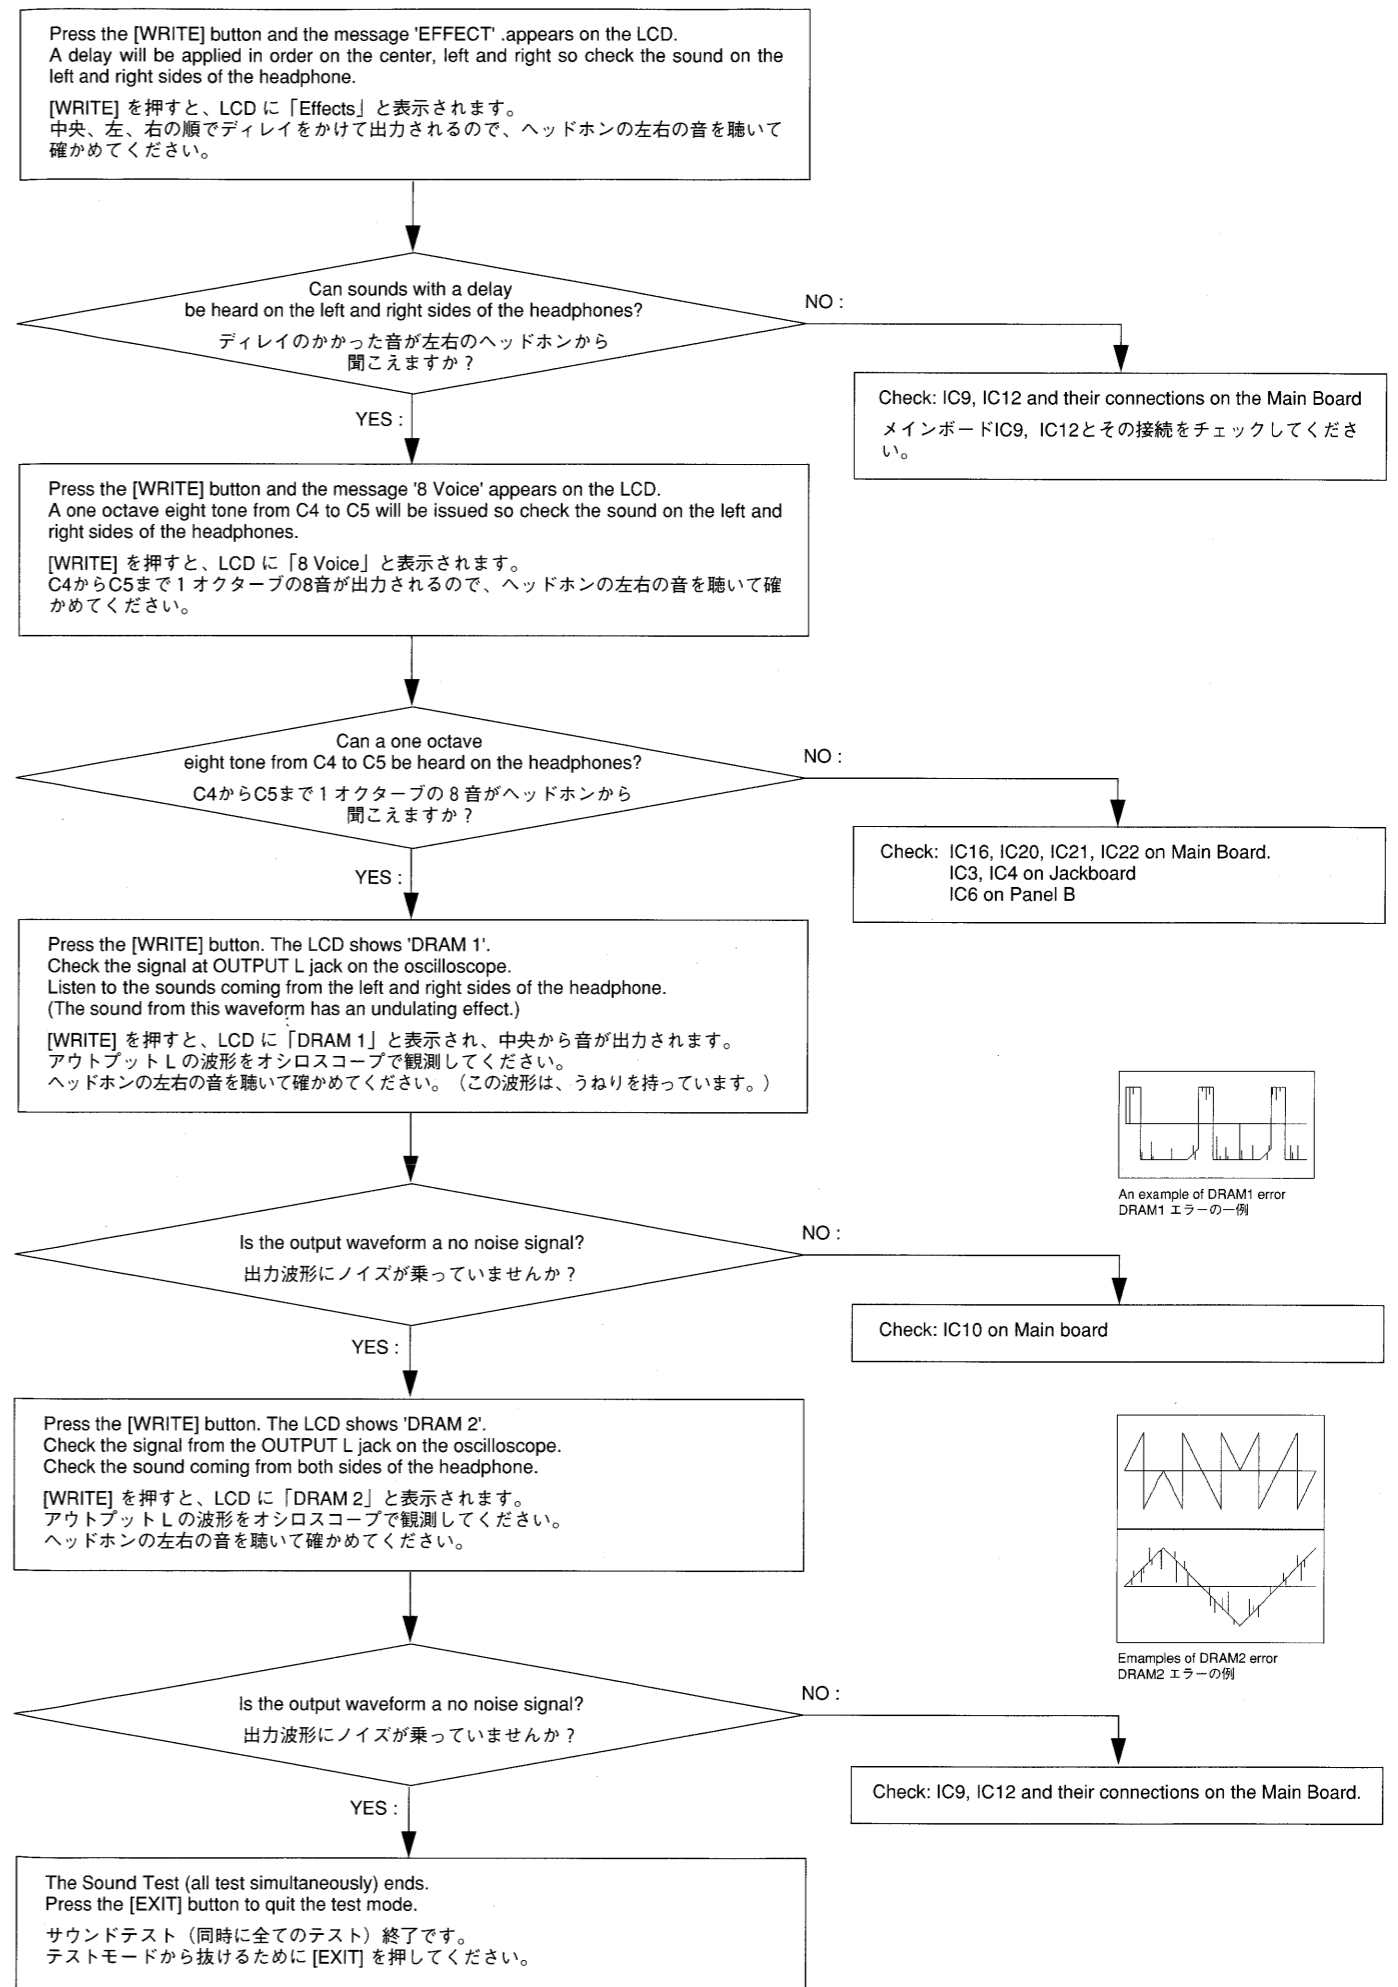 Press the [WRITE] button and the message 'EFFECT' .appears on the LCD.
A delay will be applied in order on the center, left and right so check the sound on the
left and right sides of the headphone.
[WRITE] を押すと、LCD に「Effects」と表示されます。
中央、左、右の順でディレイをかけて出力されるので、ヘッドホンの左右の音を聴いて
確かめてください。
Can sounds with a delay
be heard on the left and right sides of the headphones?
ディレイのかかった音が左右のヘッドホンから
聞こえますか？
NO :
Check: IC9, IC12 and their connections on the Main Board
メインボードIC9, IC12とその接続をチェックしてくださ
い。
YES :
Press the [WRITE] button and the message '8 Voice' appears on the LCD.
A one octave eight tone from C4 to C5 will be issued so check the sound on the left and
right sides of the headphones.
[WRITE] を押すと、LCD に「8 Voice」と表示されます。
C4からC5まで1オクターブの8音が出力されるので、ヘッドホンの左右の音を聴いて確
かめてください。
Can a one octave
eight tone from C4 to C5 be heard on the headphones?
C4からC5まで1オクターブの8音がヘッドホンから
聞こえますか？
NO :
Check: IC16, IC20, IC21, IC22 on Main Board.
IC3, IC4 on Jackboard
IC6 on Panel B
YES :
Press the [WRITE] button. The LCD shows 'DRAM 1'.
Check the signal at OUTPUT L jack on the oscilloscope.
Listen to the sounds coming from the left and right sides of the headphone.
(The sound from this waveform has an undulating effect.)
[WRITE] を押すと、LCD に「DRAM 1」と表示され、中央から音が出力されます。
アウトプット L の波形をオシロスコープで観測してください。
ヘッドホンの左右の音を聴いて確かめてください。（この波形は、うねりを持っています。）
An example of DRAM1 error
DRAM1 エラーの一例
Is the output waveform a no noise signal?
出力波形にノイズが乗っていませんか？
NO :
Check: IC10 on Main board
YES :
Press the [WRITE] button. The LCD shows 'DRAM 2'.
Check the signal from the OUTPUT L jack on the oscilloscope.
Check the sound coming from both sides of the headphone.
[WRITE] を押すと、LCD に「DRAM 2」と表示されます。
アウトプット L の波形をオシロスコープで観測してください。
ヘッドホンの左右の音を聴いて確かめてください。
Emamples of DRAM2 error
DRAM2 エラーの例
Is the output waveform a no noise signal?
出力波形にノイズが乗っていませんか？
NO :
Check: IC9, IC12 and their connections on the Main Board.
YES :
The Sound Test (all test simultaneously) ends.
Press the [EXIT] button to quit the test mode.
サウンドテスト（同時に全てのテスト）終了です。
テストモードから抜けるために [EXIT] を押してください。